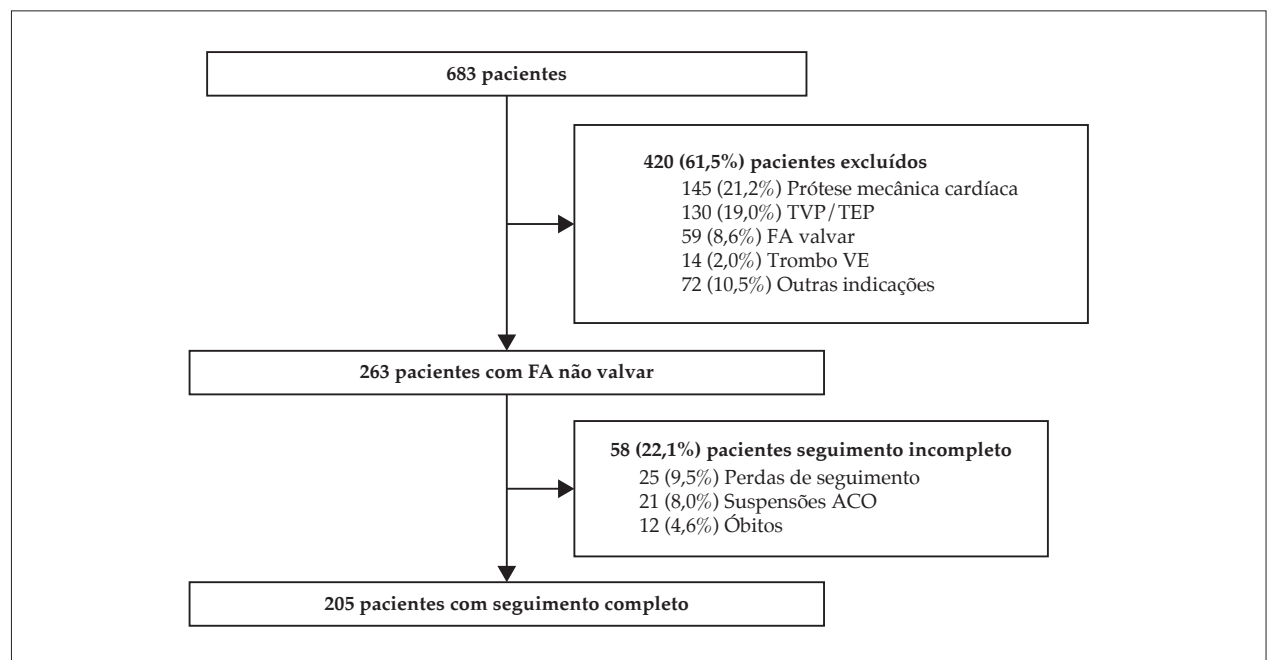 683 pacientes
420 (61,5%) pacientes excluídos
145 (21,2%) Prótese mecânica cardíaca
130 (19,0%) TVP/TEP
59 (8,6%) FA valvar
14 (2,0%) Trombo VE
72 (10,5%) Outras indicações
263 pacientes com FA não valvar
58 (22,1%) pacientes seguimento incompleto
25 (9,5%) Perdas de seguimento
21 (8,0%) Suspensões ACO
12 (4,6%) Óbitos
205 pacientes com seguimento completo